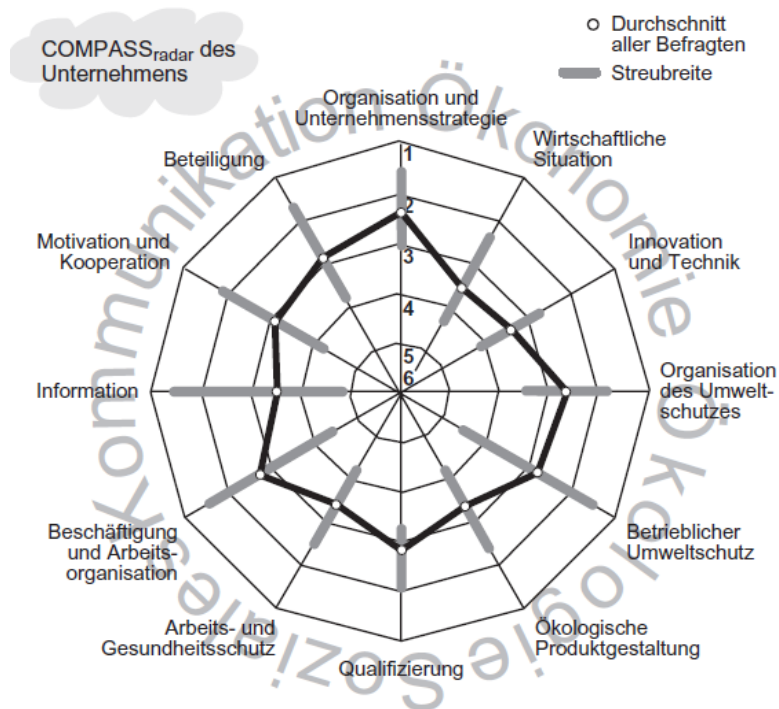 COMPASSradar des
Unternehmens
Durchschnitt
aller Befragten
Streubreite
Organisation und
Unternehmensstrategie
Wirtschaftliche
Situation
Innovation
und Technik
Organisation
des Umwelt-
schutzes
Betrieblicher
Umweltschutz
Ökologische
Produktgestaltung
Qualifizierung
Arbeits- und
Gesundheitsschutz
Beschäftigung
und Arbeits-
organisation
Information
Motivation und
Kooperation
Beteiligung
1
2
3
4
5
6
Ökonomie
Ökologie
Soziales
Kommunikation